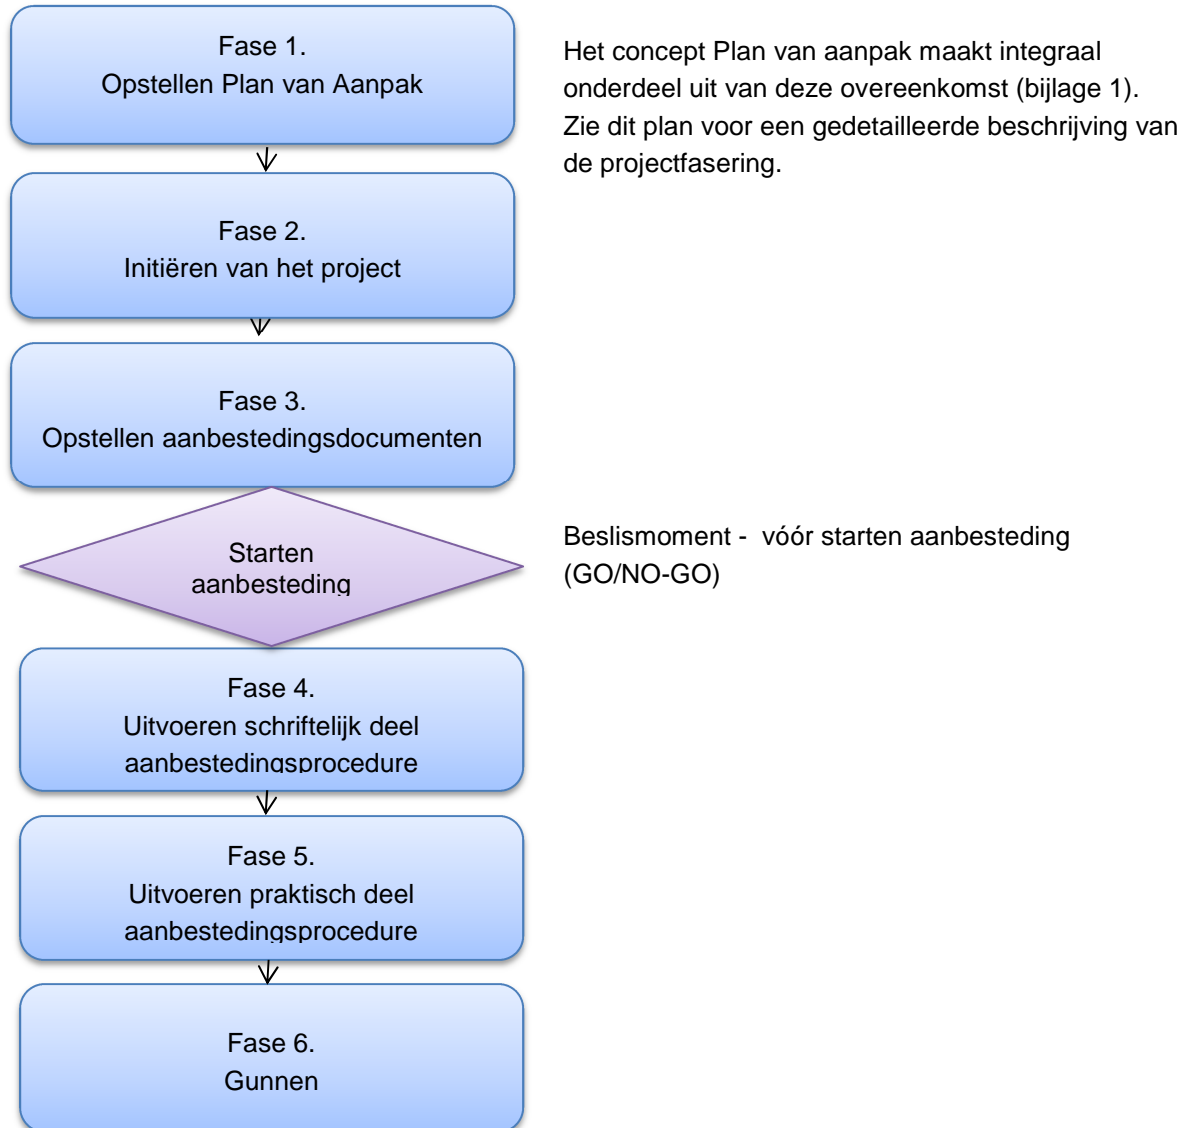 Fase 1.
Opstellen Plan van Aanpak
Het concept Plan van aanpak maakt integraal
onderdeel uit van deze overeenkomst (bijlage 1).
Zie dit plan voor een gedetailleerde beschrijving van
de projectfasering.
Fase 2.
Initiëren van het project
Fase 3.
Opstellen aanbestedingsdocumenten
Starten
aanbesteding
Beslismoment -  vóór starten aanbesteding
(GO/NO-GO)
Fase 4.
Uitvoeren schriftelijk deel
aanbestedingsprocedure
Fase 5.
Uitvoeren praktisch deel
aanbestedingsprocedure
Fase 6.
Gunnen